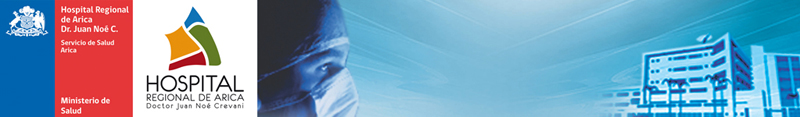 Hospital Regional
de Arica
Dr. Juan Noé C.
Servicio de Salud
Arica
Ministerio de
Salud
HOSPITAL
REGIONAL DE ARICA
Doctor Juan Noé Crevani